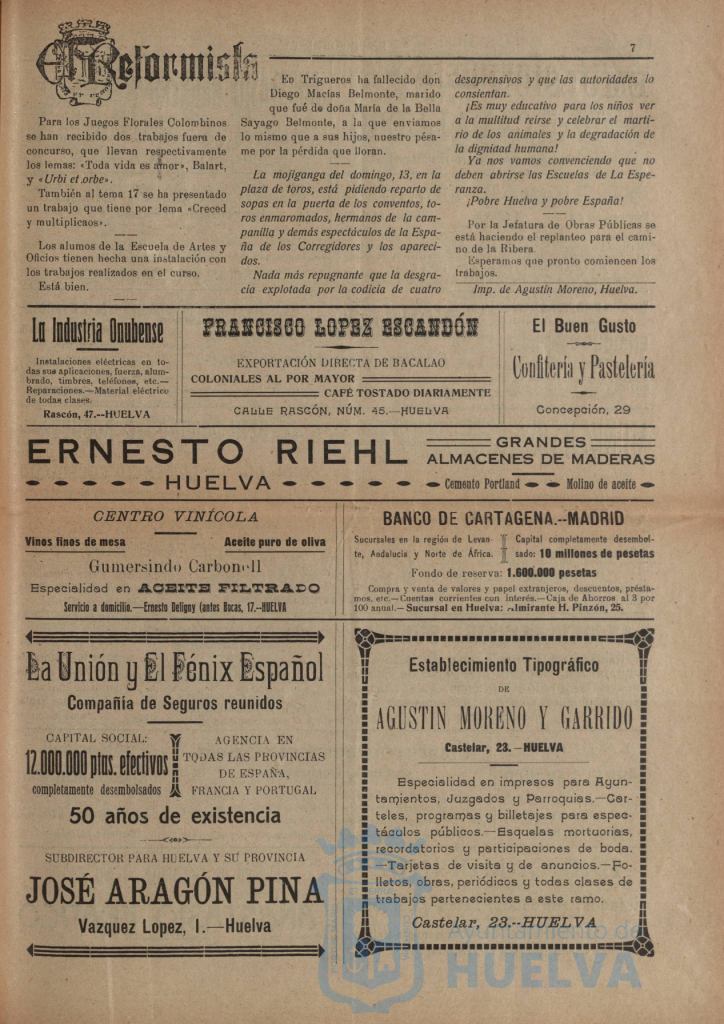 El Reformista
7
Para los Juegos Florales Colombinos
se han recibido dos trabajos fuera de
concurso, que llevan respectivamente
los lemas: «Toda vida es amor», Balart,
y «Urbi et orbe».
También al tema 17 se ha presentado
un trabajo que tiene por lema «Creced
y multiplicaos».
Los alumos de la Escuela de Artes y
Oficios tienen hecha una instalación con
los trabajos realizados en el curso.
Está bien.
En Trigueros ha fallecido don
Diego Macías Belmonte, marido
que fué de doña María de la Bella
Sayago Belmonte, a la que enviamos
lo mismo que a sus hijos, nuestro pésa-
me por la pérdida que lloran.
La mojiganga del domingo, 13, en la
plaza de toros, está pidiendo reparto de
sopas en la puerta de los conventos, to-
ros enmaromados, hermanos de la cam-
panilla y demás espectáculos de la Espa-
ña de los Corregidores y los apareci-
dos.
Nada más repugnante que la desgra-
cia explotada por la codicia de cuatro
desaprensivos y que las autoridades lo
consientan.
¡Es muy educativo para los niños ver
a la multitud reirse y celebrar el marti-
rio de los animales y la degradación de
la dignidad humana!
Ya nos vamos convenciendo que no
deben abrirse las Escuelas de La Espe-
ranza.
¡Pobre Huelva y pobre España!
Por la Jefatura de Obras Públicas se
está haciendo el replanteo para el cami-
no de la Ribera.
Esperamos que pronto comiencen los
trabajos.
Imp. de Agustín Moreno, Huelva.
La Industria Onubense
Instalaciones eléctricas en to-
das sus aplicaciones, fuerza, alum-
brado, timbres, teléfonos, etc.—
Reparaciones.—Material eléctrico
de todas clases.
Rascón, 47.--HUELVA
FRANCISCO LOPEZ ESCANDÓN
EXPORTACIÓN DIRECTA DE BACALAO
COLONIALES AL POR MAYOR
CAFÉ TOSTADO DIARIAMENTE
CALLE RASCÓN, NÚM. 45.—HUELVA
El Buen Gusto
Confitería y Pastelería
Concepción, 29
ERNESTO RIEHL
HUELVA
GRANDES
ALMACENES DE MADERAS
Cemento Portland
Molino de aceite
CENTRO VINÍCOLA
Vinos finos de mesa
Aceite puro de oliva
Gumersindo Carbonell
Especialidad en ACEITE FILTRADO
Servicio a domicilio.—Ernesto Deligny (antes Bocas, 17.-HUELVA
BANCO DE CARTAGENA.--MADRID
Sucursales en la región de Levan-
te, Andalucia y Norte de África.
Capital completamente desembol-
sado: 10 millones de pesetas
Fondo de reserva: 1.600.000 pesetas
Compra y venta de valores y papel extranjeros, descuentos, présta-
mos, etc.—Cuentas corrientes con interés.—Caja de Ahorros al 3 por
100 anual.— Sucursal en Huelva: Almirante H. Pinzón, 25.
La Unión y El Fénix Español
Compañía de Seguros reunidos
CAPITAL SOCIAL:
12.000.000 ptas. efectivos
completamente desembolsados
AGENCIA EN
TODAS LAS PROVINCIAS
DE ESPAÑA,
FRANCIA Y PORTUGAL
50 años de existencia
SUBDIRECTOR PARA HUELVA Y SU PROVINCIA
JOSÉ ARAGÓN PINA
Vazquez Lopez, 1.—Huelva
Establecimiento Tipográfico
DE
AGUSTIN MORENO Y GARRIDO
Castelar, 23.-HUELVA
Especialidad en impresos para Ayun-
tamientos, Juzgados y Parroquias.—Car-
teles, programas y billetajes para espec-
táculos públicos.—Esquelas mortuorias,
recordatorios y participaciones de boda.
—Tarjetas de visita y de anuncios.—Fo-
lletos, obras, periódicos y todas clases de
trabajos pertenecientes a este ramo.
Castelar, 23.-HUELVA
Ayuntamiento de
HUELVA